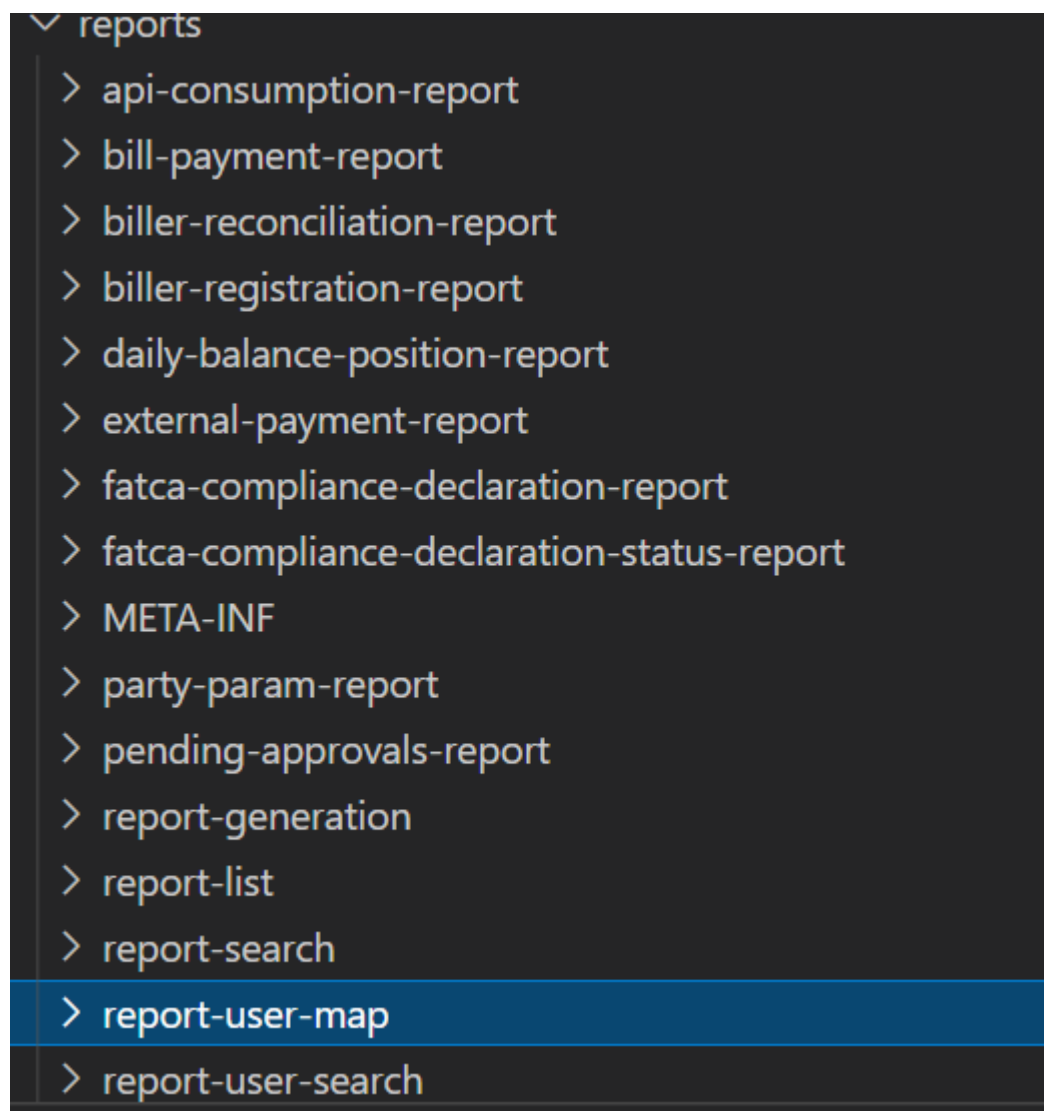 reports
api-consumption-report
bill-payment-report
biller-reconciliation-report
biller-registration-report
daily-balance-position-report
external-payment-report
fatca-compliance-declaration-report
fatca-compliance-declaration-status-report
META-INF
party-param-report
pending-approvals-report
report-generation
report-list
report-search
report-user-map
report-user-search